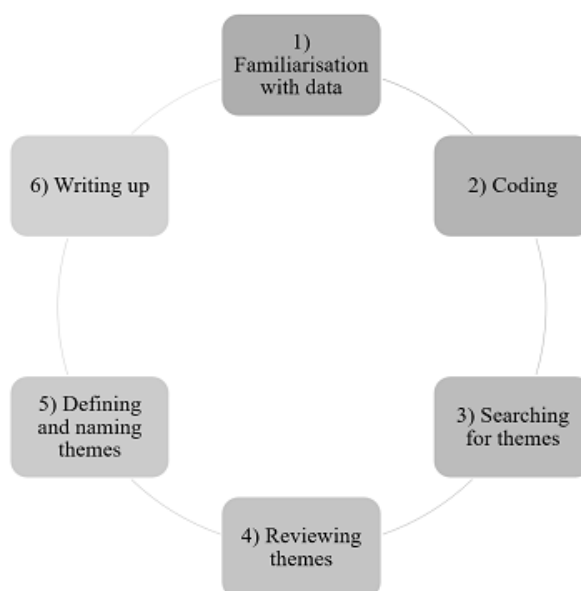 1)
Familiarisation
with data
2) Coding
3) Searching
for themes
4) Reviewing
themes
5) Defining
and naming
themes
6) Writing up